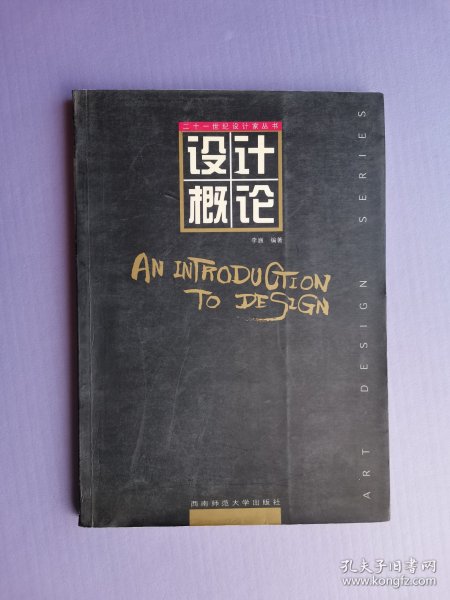 二十一世纪设计家丛书
设计
概论
李巍 编著
AN INTRODUCTION
TO DESIGN
ART DESIGN SERIES
西南师范大学出版社
孔夫子旧书网
www.kongfz.com